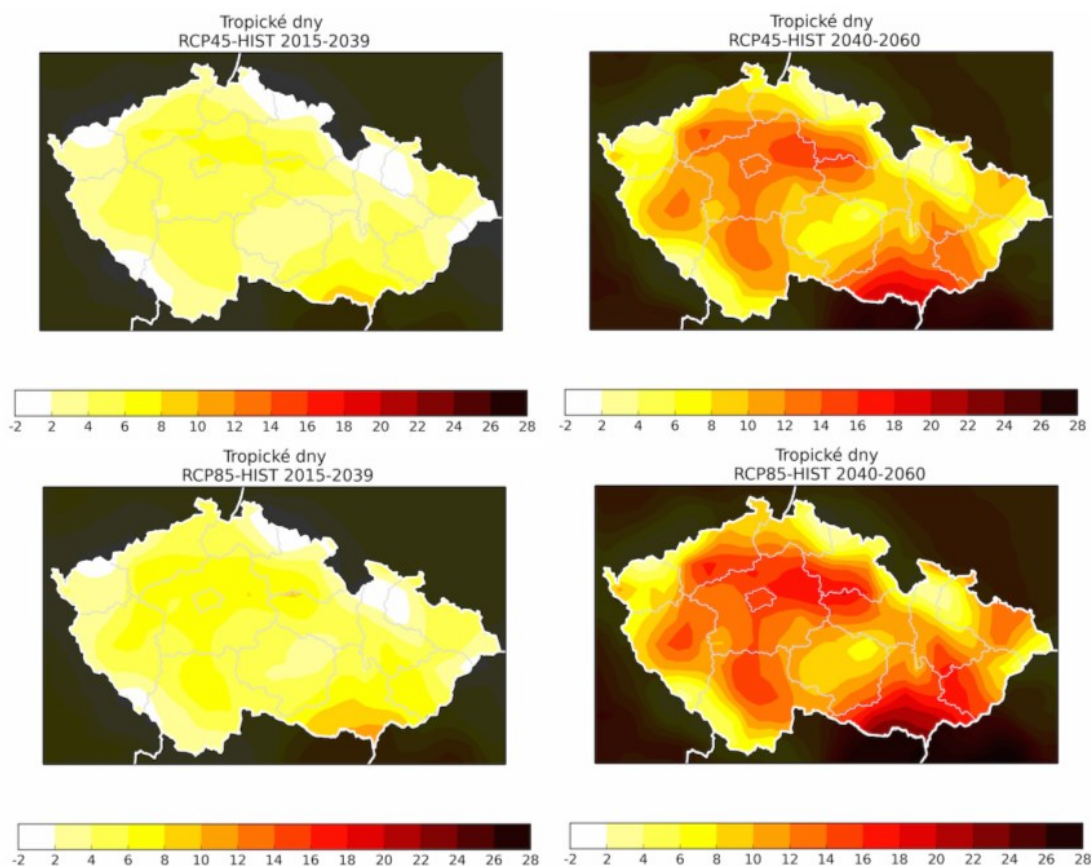 Tropické dny
RCP45-HIST 2015-2039
Tropické dny
RCP45-HIST 2040-2060
-2 2 4 6 8 10 12 14 16 18 20 22 24 26 28
-2 2 4 6 8 10 12 14 16 18 20 22 24 26 28
Tropické dny
RCP85-HIST 2015-2039
Tropické dny
RCP85-HIST 2040-2060
-2 2 4 6 8 10 12 14 16 18 20 22 24 26 28
-2 2 4 6 8 10 12 14 16 18 20 22 24 26 28